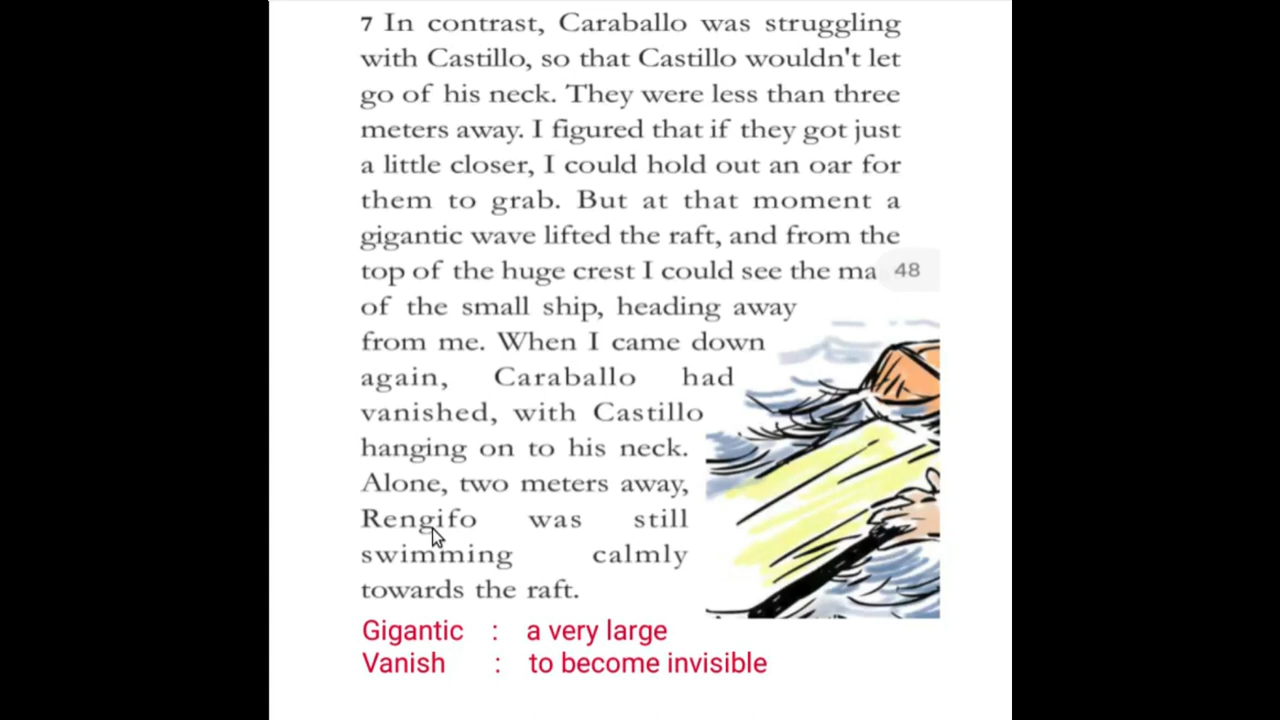 7 In contrast, Caraballo was struggling
with Castillo, so that Castillo wouldn't let
go of his neck. They were less than three
meters away. I figured that if they got just
a little closer, I could hold out an oar for
them to grab. But at that moment a
gigantic wave lifted the raft, and from the
top of the huge crest I could see the ma
48
of the small ship, heading away
from me. When I came down
again, Caraballo had
vanished, with Castillo
hanging on to his neck.
Alone, two meters away,
Rengifo was still
swimming calmly
towards the raft.
Gigantic : a very large
Vanish : to become invisible